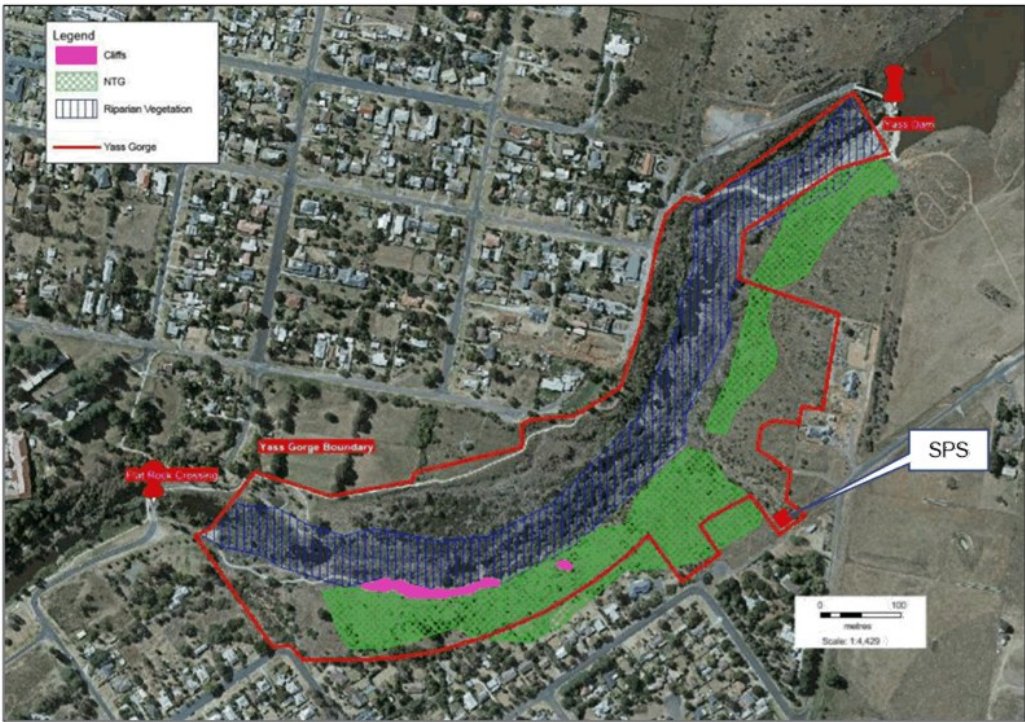 Legend
Cliffs
NTG
Riparian Vegetation
Yass Gorge
Yass Dam
SPS
Yass Gorge Boundary
Flat Rock Crossing
0 100
metres
Scale: 1:4,429